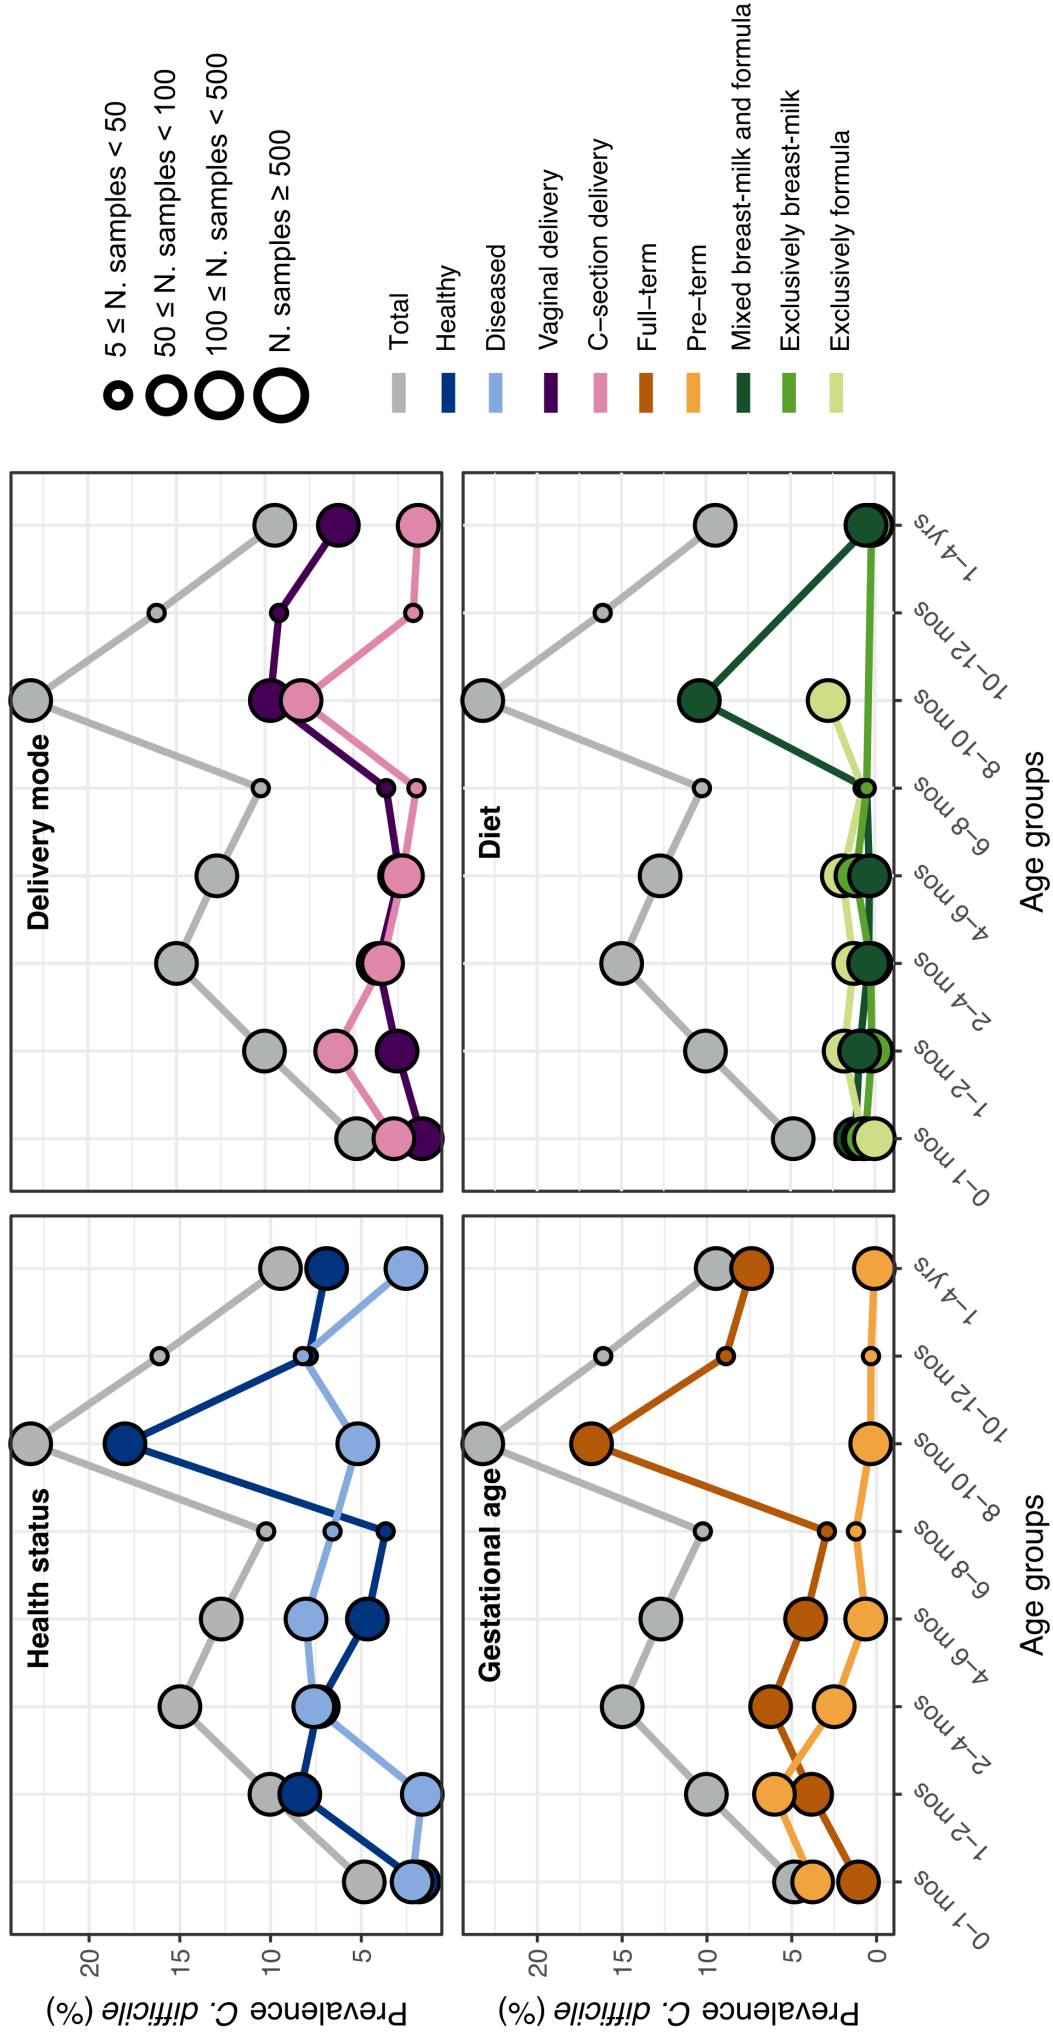 Health status
Delivery mode
Prevalence C. difficile (%)
20
15
10
5
Gestational age
Diet
Prevalence C. difficile (%)
20
15
10
5
0
0−1 mos
1−2 mos
2−4 mos
4−6 mos
6−8 mos
8−10 mos
10−12 mos
1−4 yrs
Age groups
0−1 mos
1−2 mos
2−4 mos
4−6 mos
6−8 mos
8−10 mos
10−12 mos
1−4 yrs
Age groups
5 ≤ N. samples < 50
50 ≤ N. samples < 100
100 ≤ N. samples < 500
N. samples ≥ 500
Total
Healthy
Diseased
Vaginal delivery
C−section delivery
Full−term
Pre−term
Mixed breast−milk and formula
Exclusively breast−milk
Exclusively formula